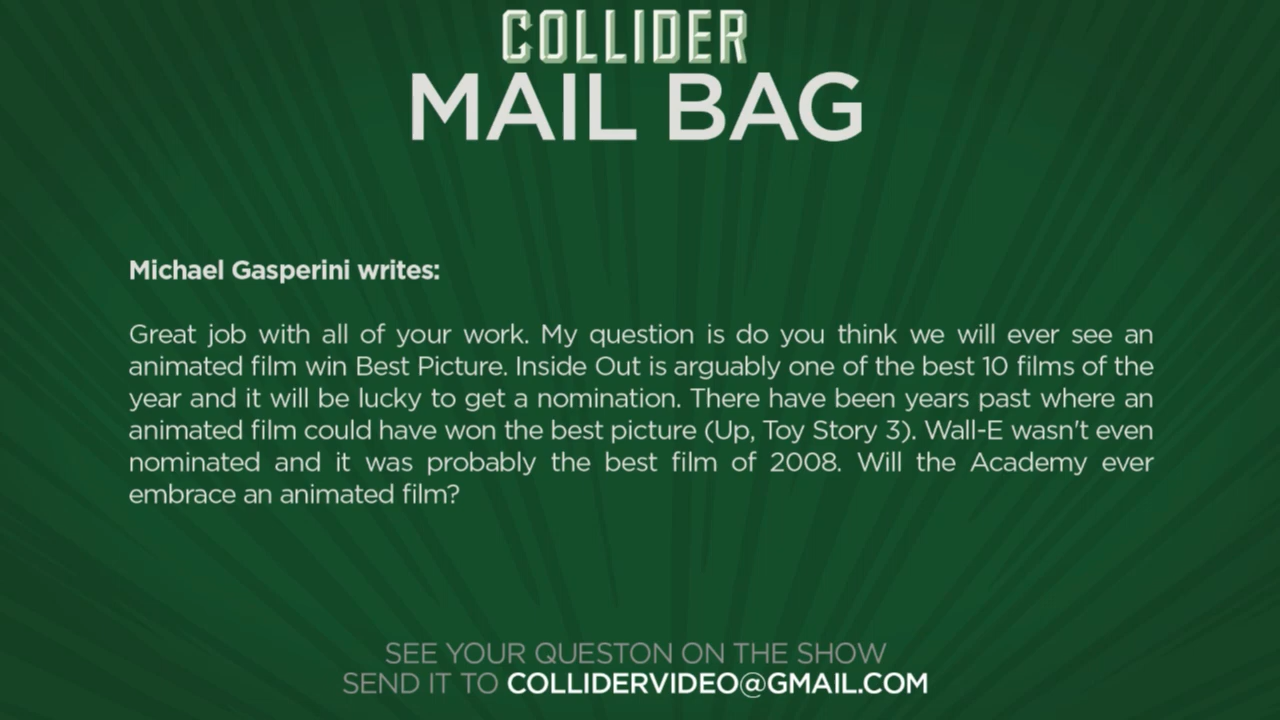 COLLIDER
MAIL BAG
Michael Gasperini writes:
Great job with all of your work. My question is do you think we will ever see an
animated film win Best Picture. Inside Out is arguably one of the best 10 films of the
year and it will be lucky to get a nomination. There have been years past where an
animated film could have won the best picture (Up, Toy Story 3). Wall-E wasn't even
nominated and it was probably the best film of 2008. Will the Academy ever
embrace an animated film?
SEE YOUR QUESTON ON THE SHOW
SEND IT TO COLLIDERVIDEO@GMAIL.COM